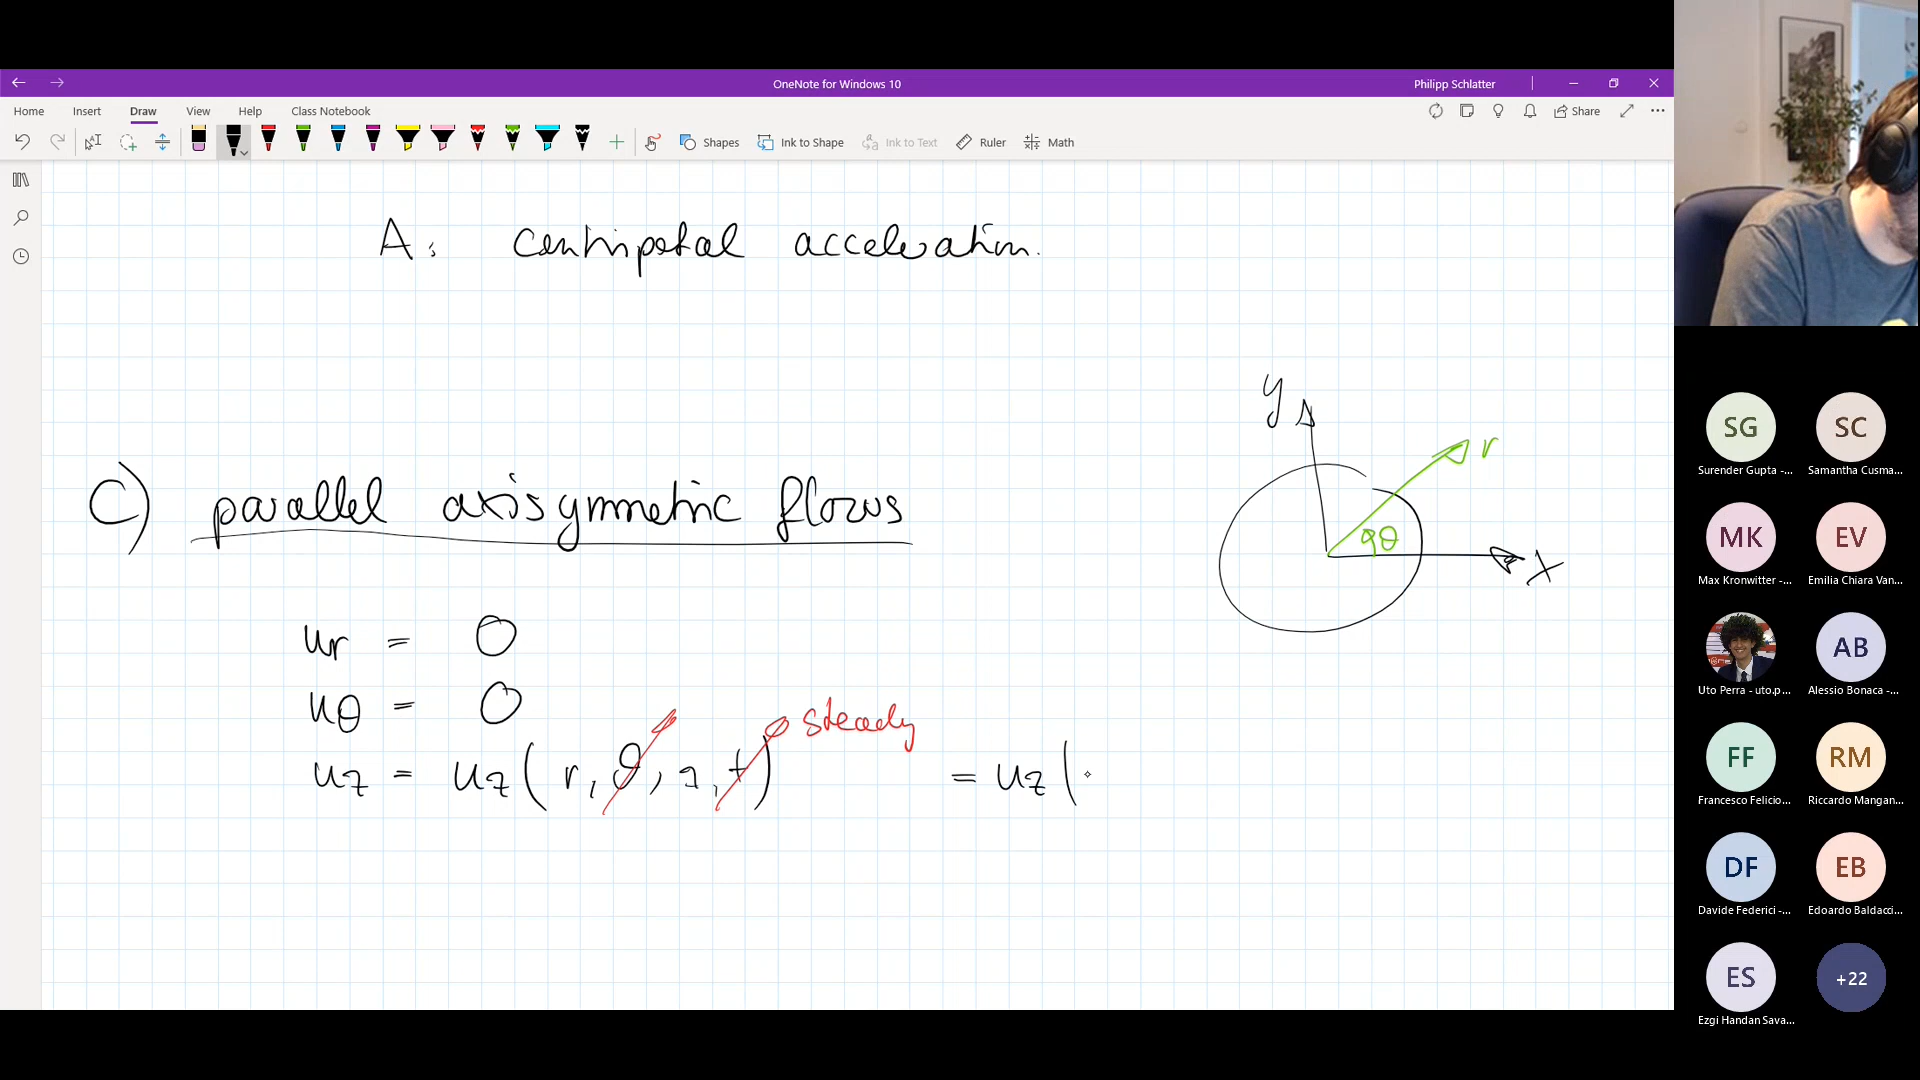 OneNote for Windows 10
Philipp Schlatter
Home Insert Draw View Help Class Notebook
Share
Shapes Ink to Shape Ink to Text Ruler Math
A: centripetal acceleration.
y
r
θ
x
C) parallel axisymmetric flows
ur = 0
uθ = 0
steady
uz = uz (r, θ, z, t) = uz (
SG SC
Surender Gupta -... Samantha Cusma...
MK EV
Max Kronwitter -... Emilia Chiara Van...
AB
Uto Perra - uto.p... Alessio Bonaca -...
FF RM
Francesco Felicio... Riccardo Mangan...
DF EB
Davide Federici -... Edoardo Baldacci...
ES +22
Ezgi Handan Sava...